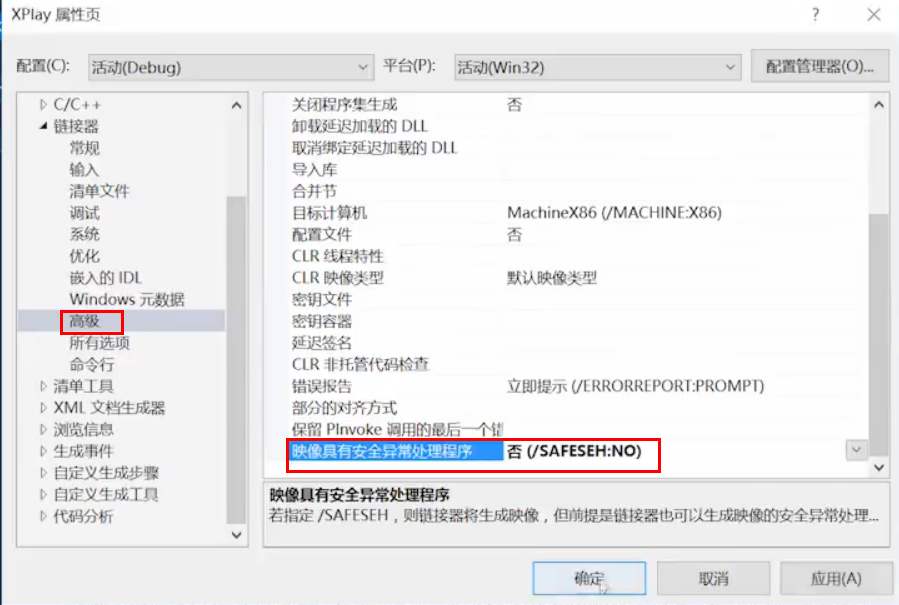 XPlay 属性页
配置(C): 活动(Debug) 平台(P): 活动(Win32) 配置管理器(O)...
C/C++
链接器
常规
输入
清单文件
调试
系统
优化
嵌入的 IDL
Windows 元数据
高级
所有选项
命令行
清单工具
XML 文档生成器
浏览信息
生成事件
自定义生成步骤
自定义生成工具
代码分析
关闭程序集生成 否
卸载延迟加载的 DLL
取消绑定延迟加载的 DLL
导入库
合并节
目标计算机 MachineX86 (/MACHINE:X86)
配置文件 否
CLR 线程特性
CLR 映像类型 默认映像类型
密钥文件
密钥容器
延迟签名
CLR 非托管代码检查
错误报告 立即提示 (/ERRORREPORT:PROMPT)
部分的对齐方式
保留 PInvoke 调用的最后一个错
映像具有安全异常处理程序 否 (/SAFESEH:NO)
映像具有安全异常处理程序
若指定 /SAFESEH，则链接器将生成映像，但前提是链接器也可以生成映像的安全异常处理...
确定 取消 应用(A)